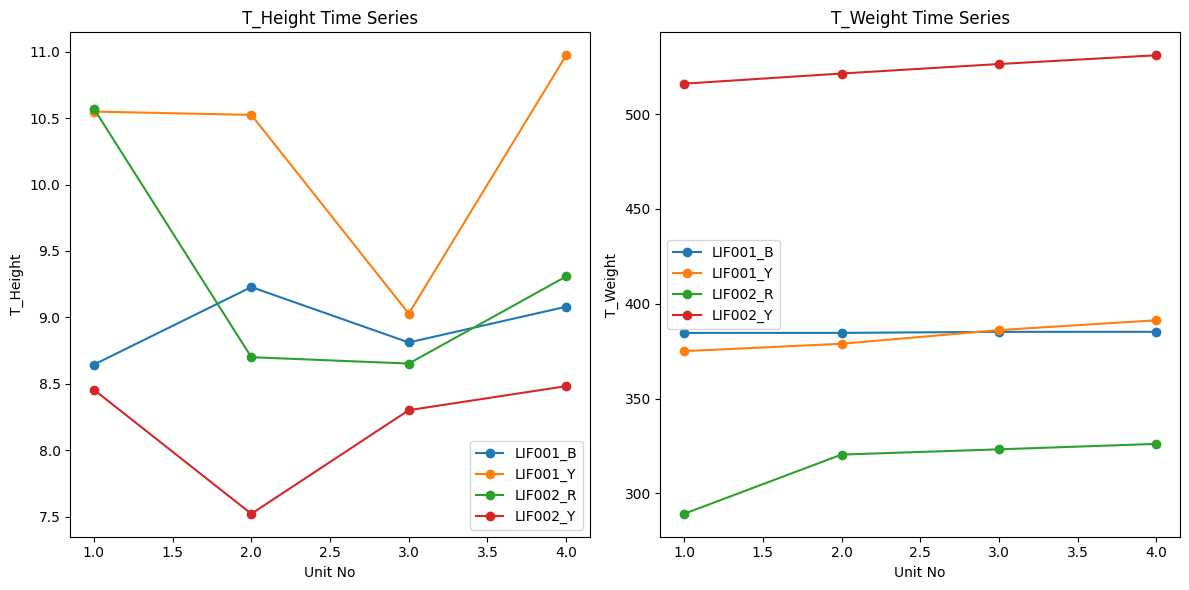 T_Height Time Series
T_Height
11.0
10.5
10.0
9.5
9.0
8.5
8.0
7.5
LIF001_B
LIF001_Y
LIF002_R
LIF002_Y
1.0 1.5 2.0 2.5 3.0 3.5 4.0
Unit No
T_Weight Time Series
T_Weight
500
450
400
350
300
LIF001_B
LIF001_Y
LIF002_R
LIF002_Y
1.0 1.5 2.0 2.5 3.0 3.5 4.0
Unit No